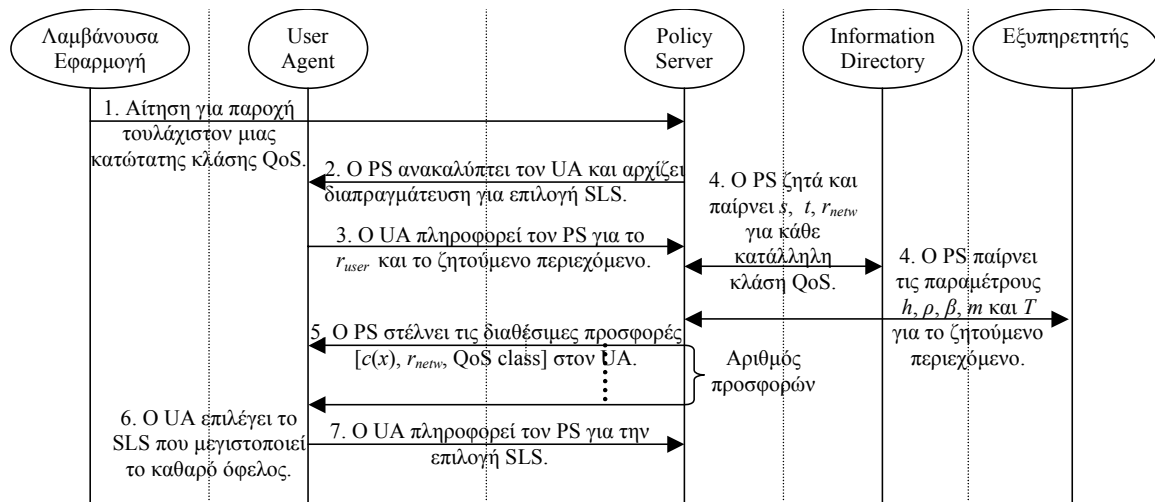 Λαμβάνουσα
Εφαρμογή
User
Agent
Policy
Server
Information
Directory
Εξυπηρετητής
1. Αίτηση για παροχή
τουλάχιστον μιας
κατώτατης κλάσης QoS.
2. Ο PS ανακαλύπτει τον UA και αρχίζει
διαπραγμάτευση για επιλογή SLS.
3. Ο UA πληροφορεί τον PS για το
r_user και το ζητούμενο περιεχόμενο.
4. Ο PS ζητά και
παίρνει s, t, r_netw
για κάθε
κατάλληλη
κλάση QoS.
4. Ο PS παίρνει
τις παραμέτρους
h, ρ, β, m και T
για το ζητούμενο
περιεχόμενο.
5. Ο PS στέλνει τις διαθέσιμες προσφορές
[c(x), r_netw, QoS class] στον UA.
Αριθμός
προσφορών
6. Ο UA επιλέγει το
SLS που μεγιστοποιεί
το καθαρό όφελος.
7. Ο UA πληροφορεί τον PS για την
επιλογή SLS.